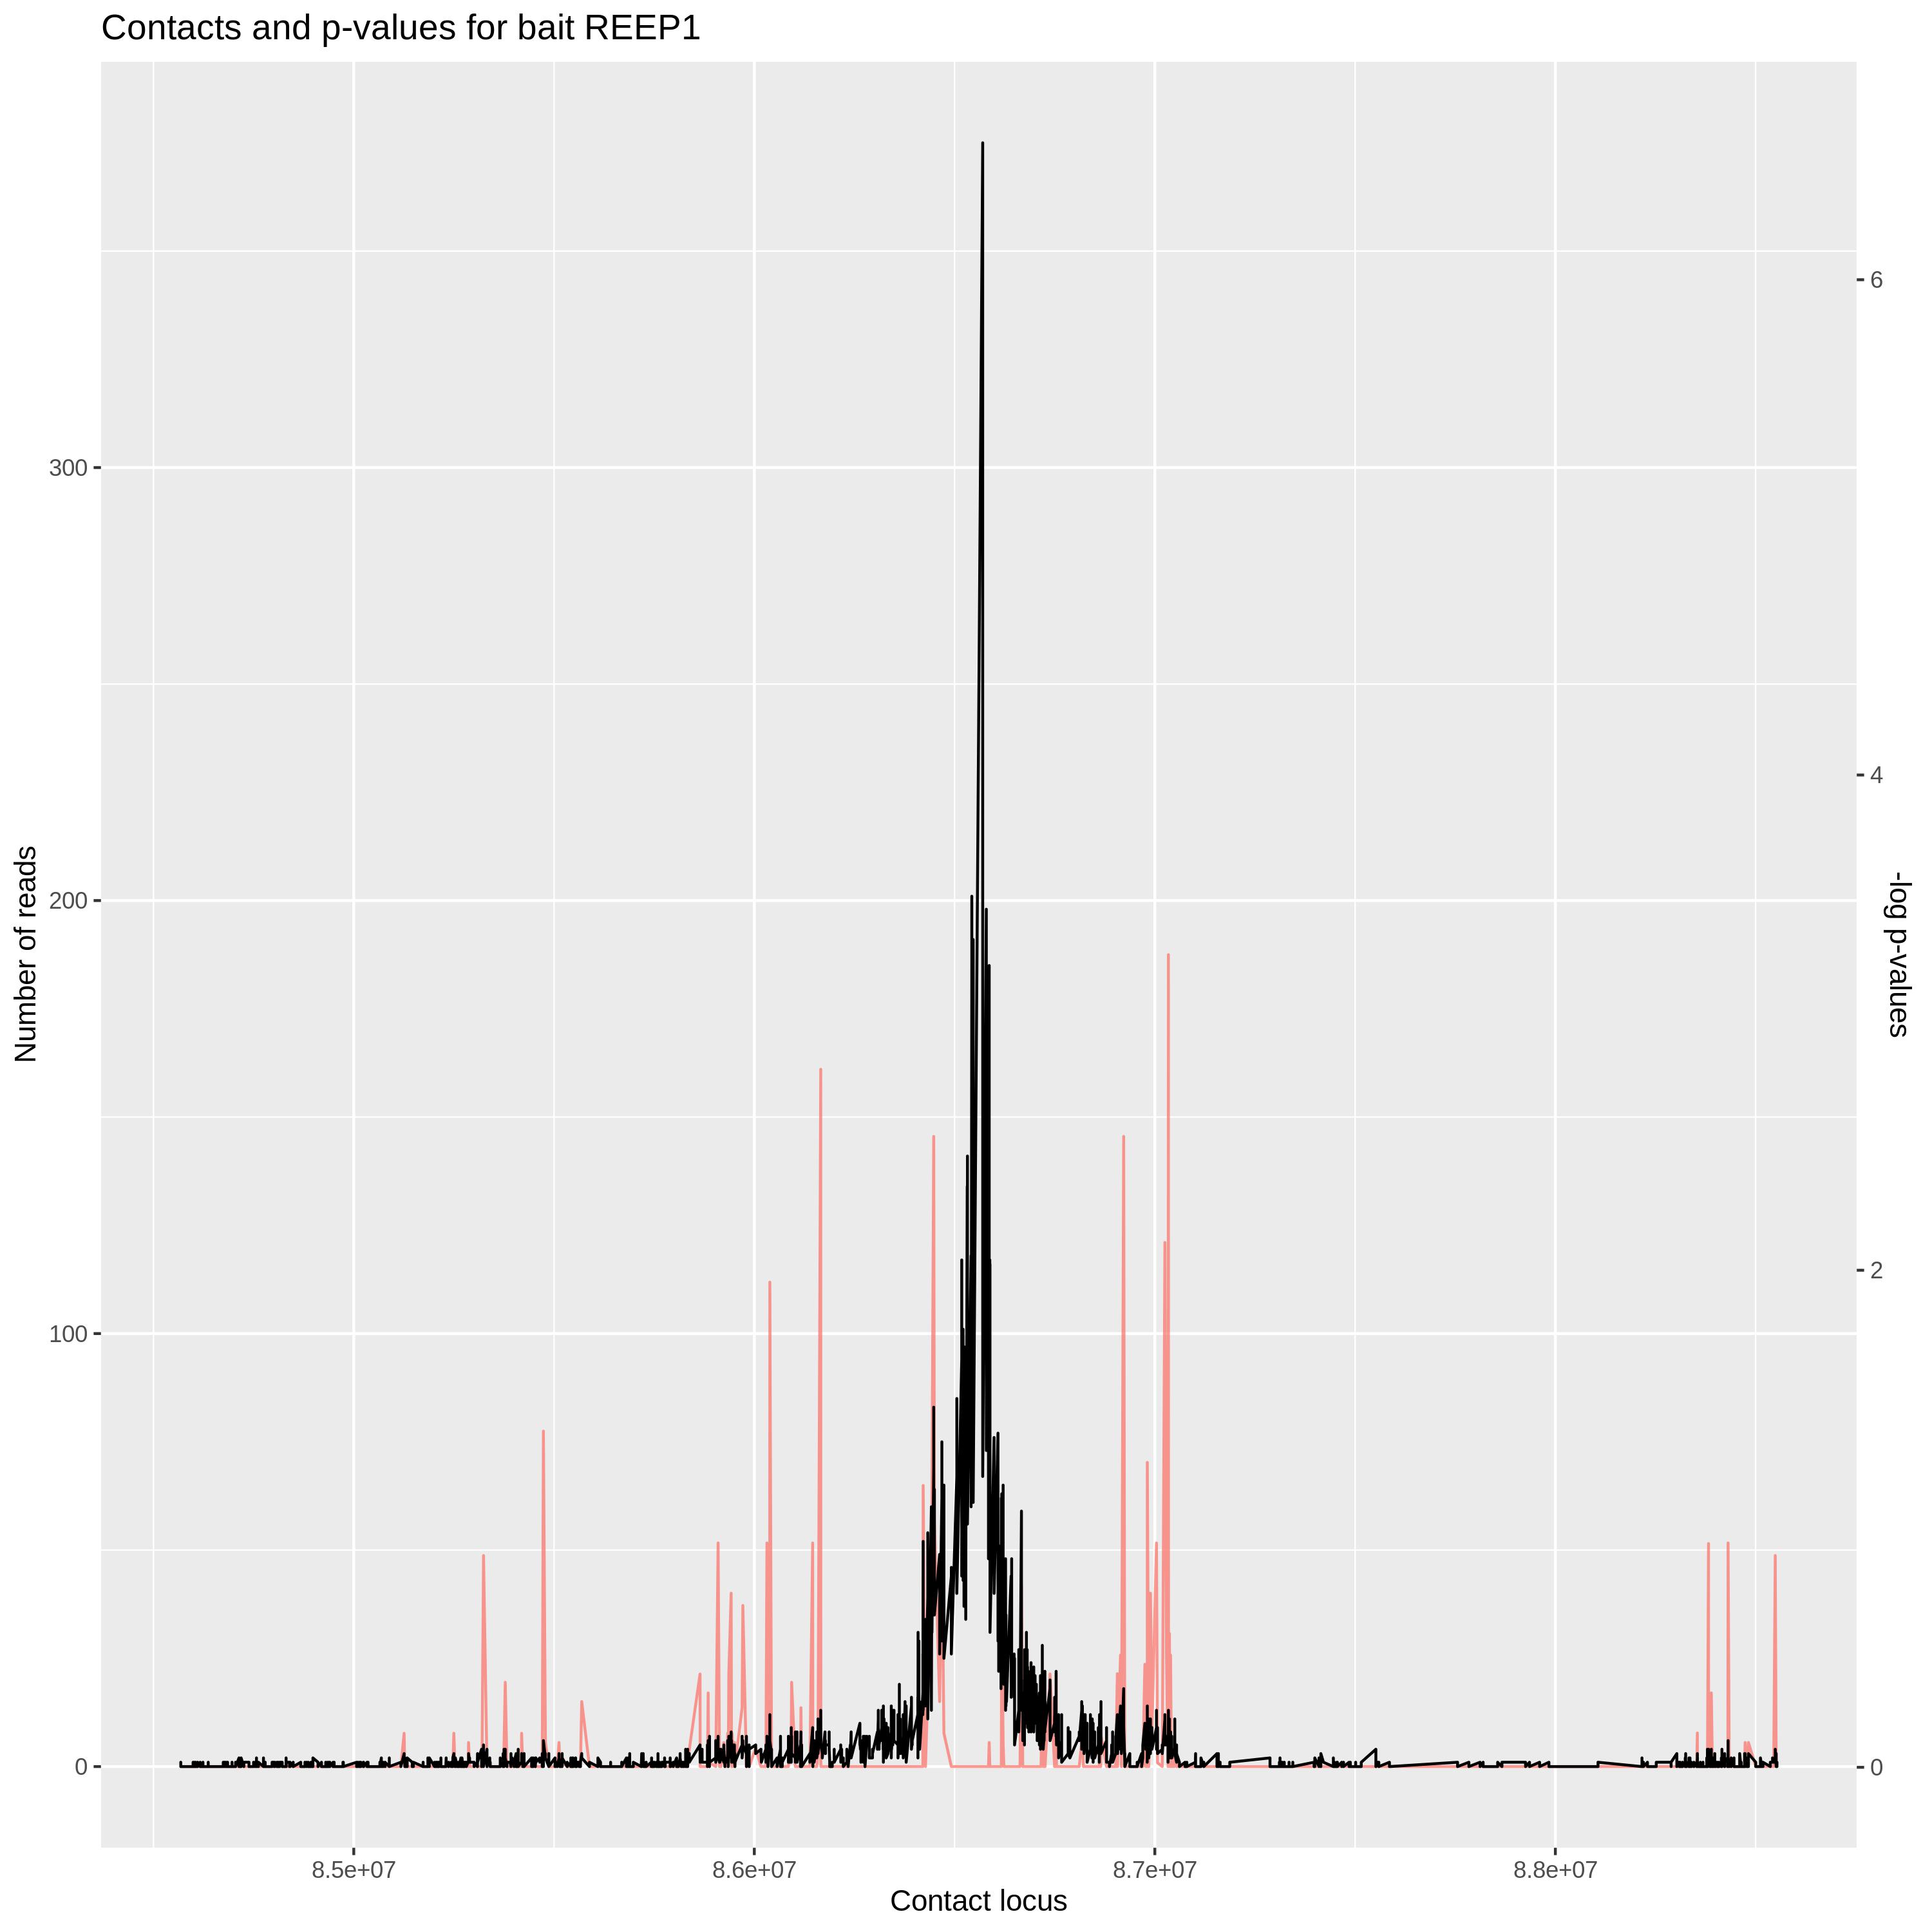 Contacts and p-values for bait REEP1
Number of reads
300
200
100
0
6
4
2
0
-log p-values
8.5e+07
8.6e+07
8.7e+07
8.8e+07
Contact locus